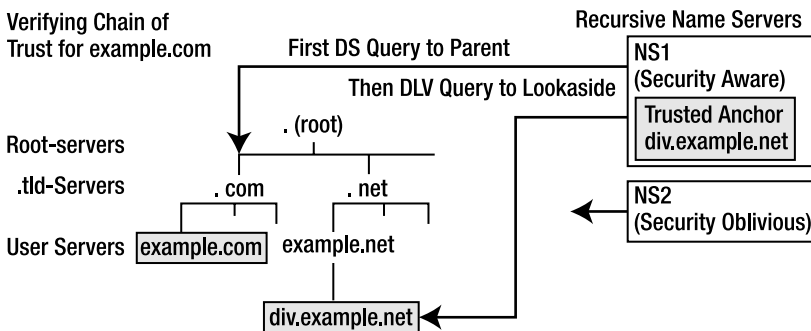 Verifying Chain of
Trust for example.com
First DS Query to Parent
Then DLV Query to Lookaside
Recursive Name Servers
NS1
(Security Aware)
Trusted Anchor
div.example.net
Root-servers
. (root)
.tld-Servers
. com
. net
NS2
(Security Oblivious)
User Servers
example.com
example.net
div.example.net